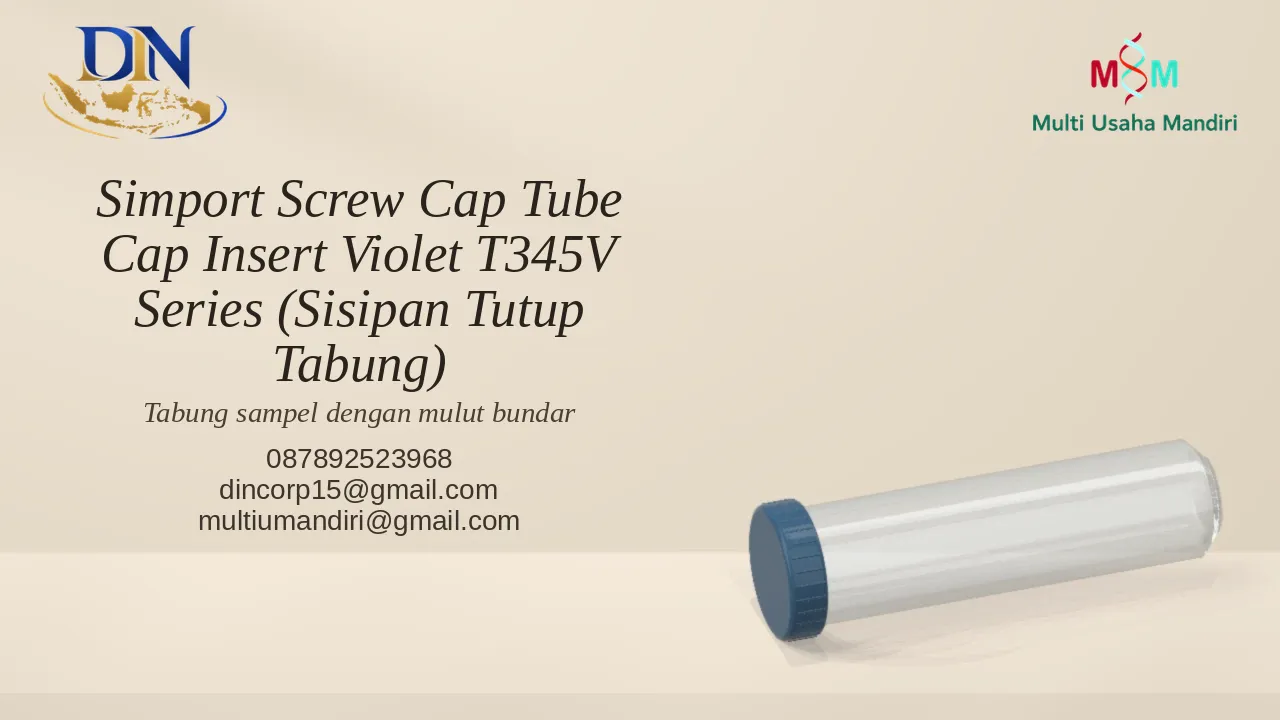 DN
M M
Multi Usaha Mandiri
Simport Screw Cap Tube
Cap Insert Violet T345V
Series (Sisipan Tutup
Tabung)
Tabung sampel dengan mulut bundar
087892523968
dincorp15@gmail.com
multiumandiri@gmail.com